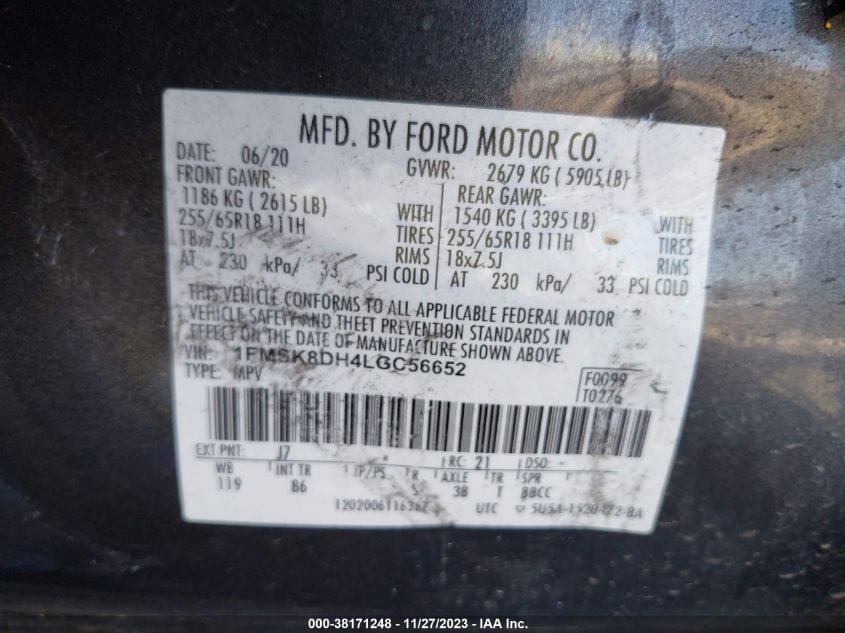 MFD. BY FORD MOTOR CO.
DATE: 06/20 GVWR: 2679 KG ( 5905 LB)
FRONT GAWR: REAR GAWR:
1186 KG ( 2615 LB) WITH 1540 KG ( 3395 LB) WITH
255/65R18 111H TIRES 255/65R18 111H TIRES
18x7.5J RIMS 18x7.5J RIMS
AT 230 kPa/ 33 PSI COLD AT 230 kPa/ 33 PSI COLD
THIS VEHICLE CONFORMS TO ALL APPLICABLE FEDERAL MOTOR
VEHICLE SAFETY AND THEFT PREVENTION STANDARDS IN
EFFECT ON THE DATE OF MANUFACTURE SHOWN ABOVE.
VIN: 1FMSK8DH4LGC56652
TYPE: MPV F0099
T0276
EXT PNT: J7 RC: 21 DSO: -
WB INT TR TP/PS R AXLE TR SPR
119 B6 5 38 T BBCC
UTC
000-38171248 - 11/27/2023 - IAA Inc.